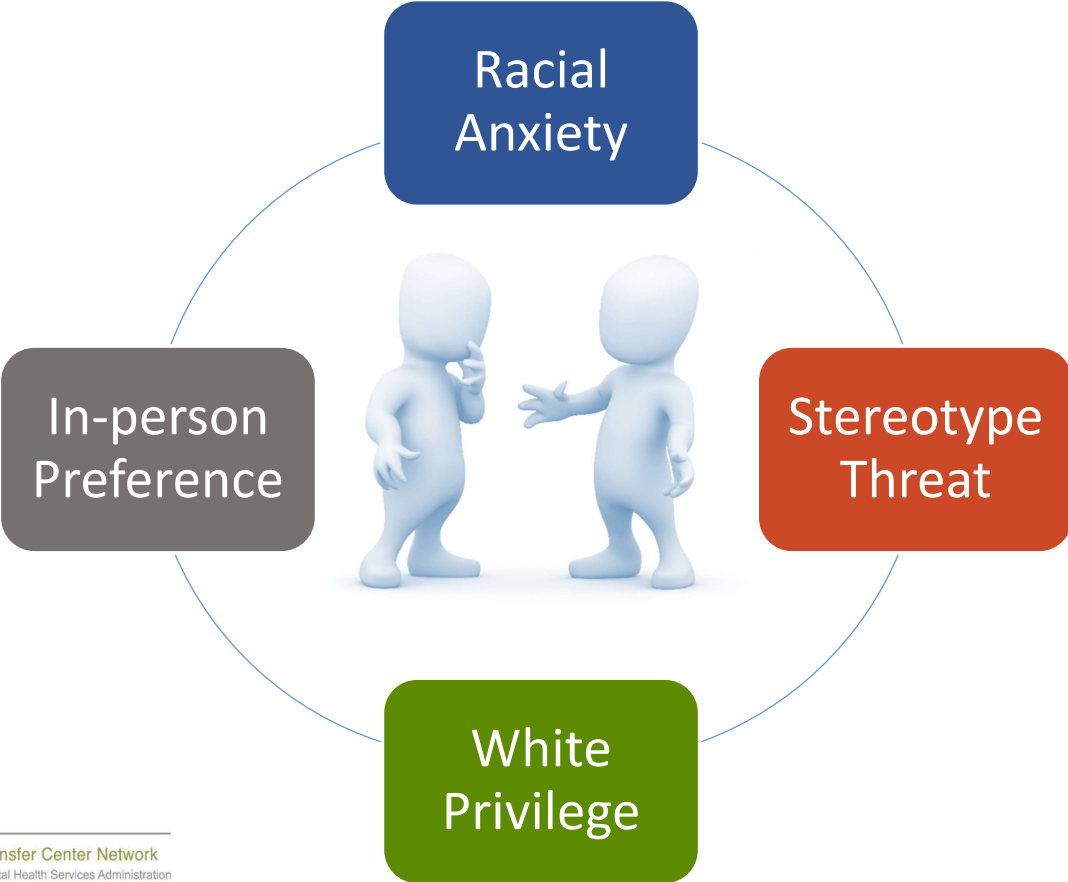 Racial
Anxiety
In-person
Preference
Stereotype
Threat
White
Privilege
nsfer Center Network
tal Health Services Administration